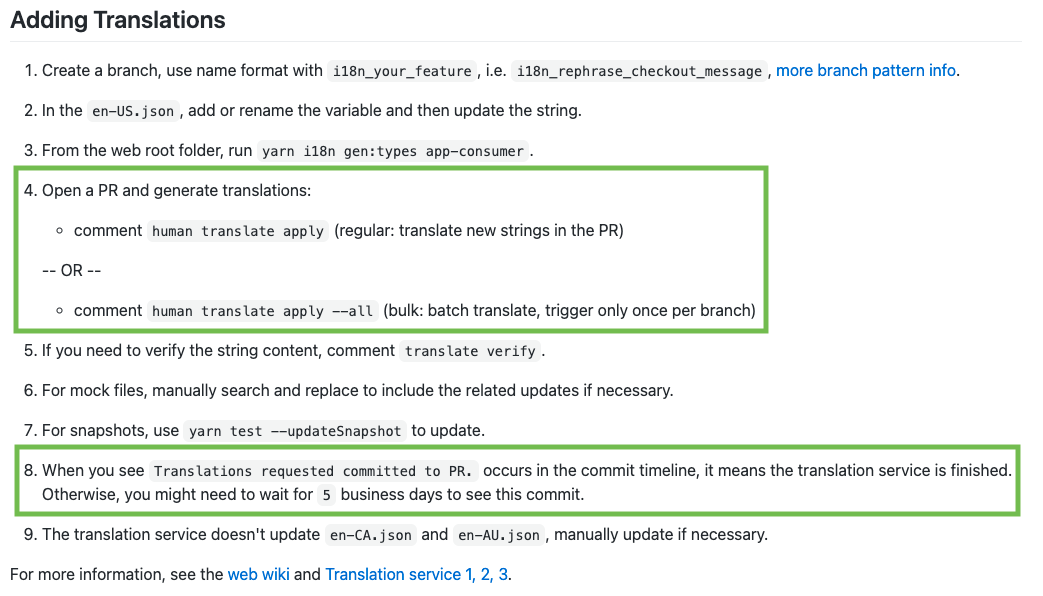 Adding Translations
1. Create a branch, use name format with i18n_your_feature , i.e. i18n_rephrase_checkout_message , more branch pattern info.
2. In the en-US.json , add or rename the variable and then update the string.
3. From the web root folder, run yarn i18n gen:types app-consumer .
4. Open a PR and generate translations:
○ comment human translate apply (regular: translate new strings in the PR)
-- OR --
○ comment human translate apply --all (bulk: batch translate, trigger only once per branch)
5. If you need to verify the string content, comment translate verify .
6. For mock files, manually search and replace to include the related updates if necessary.
7. For snapshots, use yarn test --updateSnapshot to update.
8. When you see Translations requested committed to PR. occurs in the commit timeline, it means the translation service is finished.
Otherwise, you might need to wait for 5 business days to see this commit.
9. The translation service doesn't update en-CA.json and en-AU.json , manually update if necessary.
For more information, see the web wiki and Translation service 1, 2, 3.